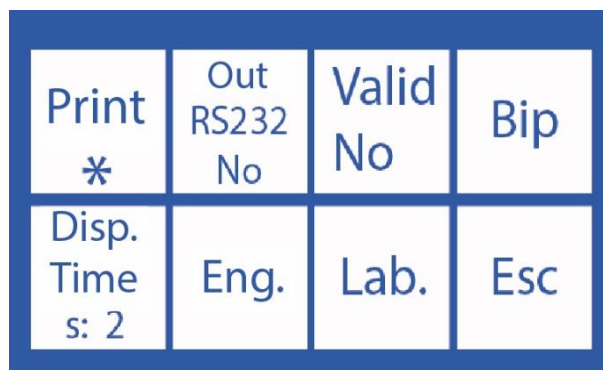 Print
*
Out
RS232
No
Valid
No
Bip
Disp.
Time
s: 2
Eng.
Lab.
Esc